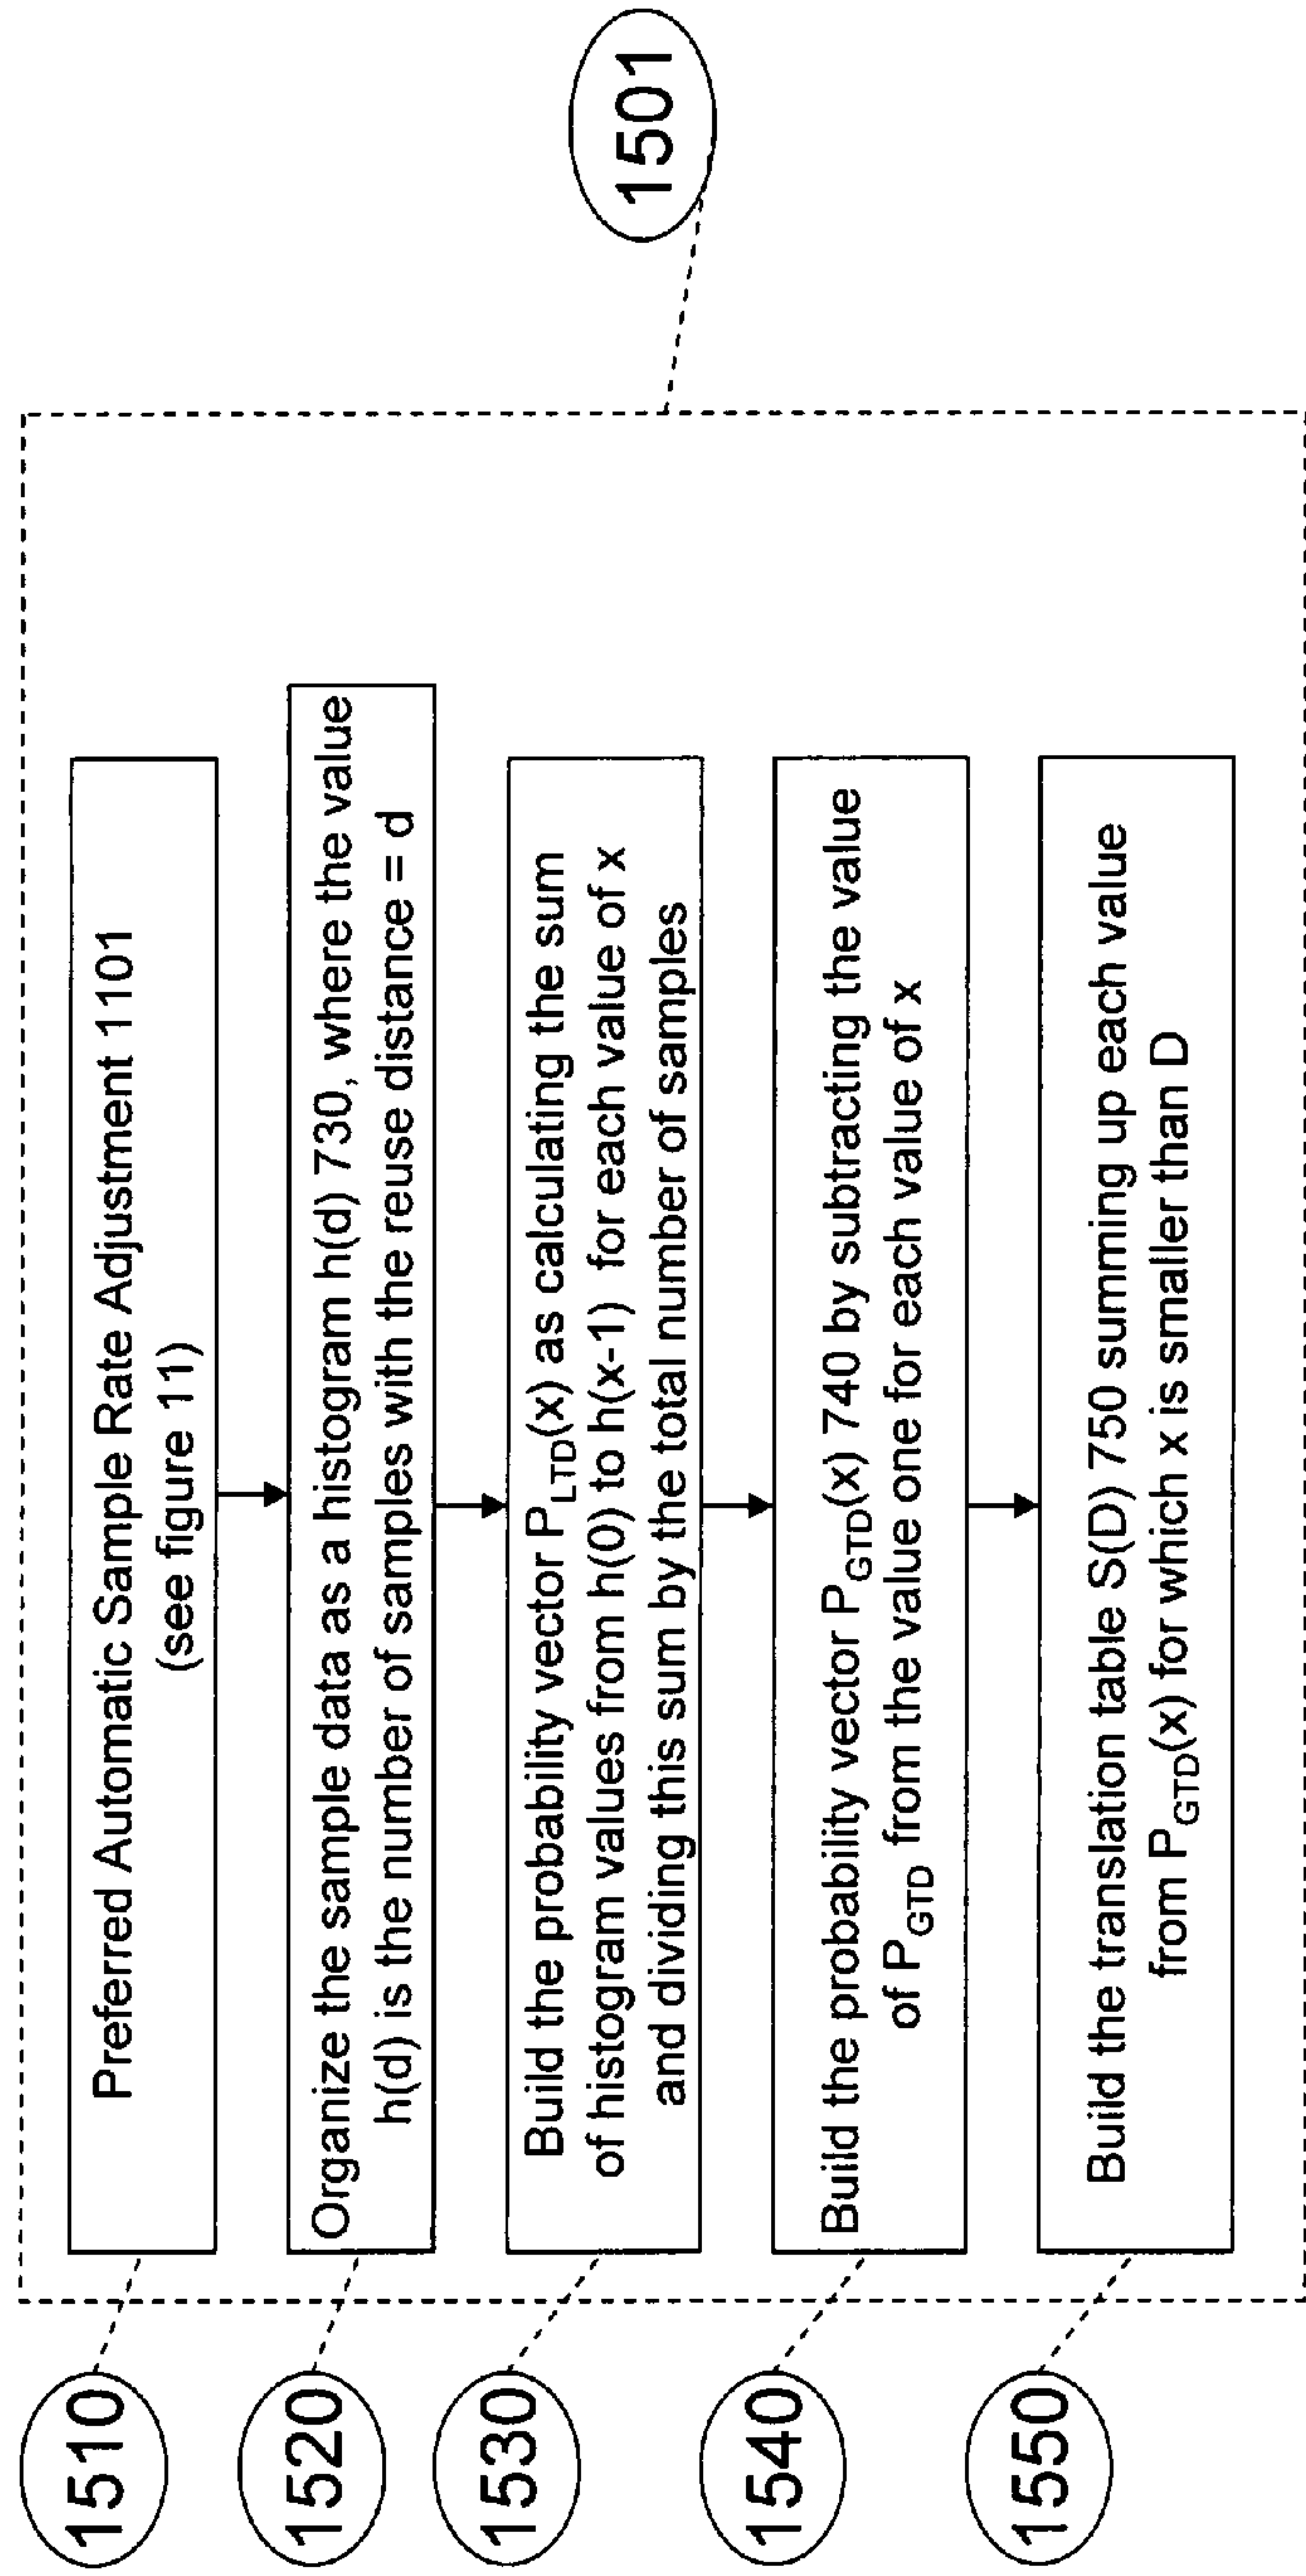 1510
Preferred Automatic Sample Rate Adjustment 1101
(see figure 11)
1520
Organize the sample data as a histogram h(d) 730, where the value
h(d) is the number of samples with the reuse distance = d
1530
Build the probability vector P_LTD(x) as calculating the sum
of histogram values from h(0) to h(x-1) for each value of x
and dividing this sum by the total number of samples
1540
Build the probability vector P_GTD(x) 740 by subtracting the value
of P_GTD from the value one for each value of x
1550
Build the translation table S(D) 750 summing up each value
from P_GTD(x) for which x is smaller than D
1501